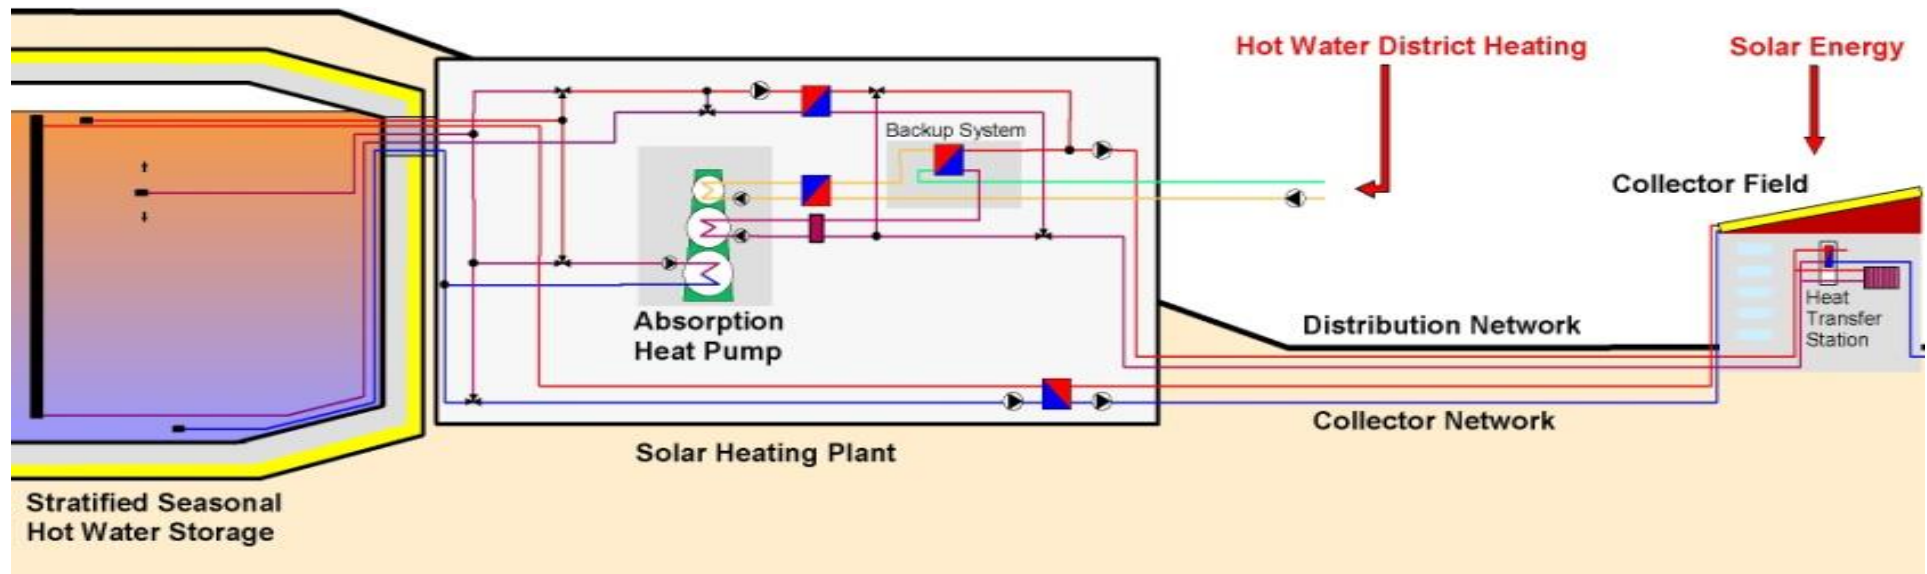 Hot Water District Heating
Solar Energy
Backup System
Collector Field
Absorption
Heat Pump
Distribution Network
Heat
Transfer
Station
Collector Network
Solar Heating Plant
Stratified Seasonal
Hot Water Storage